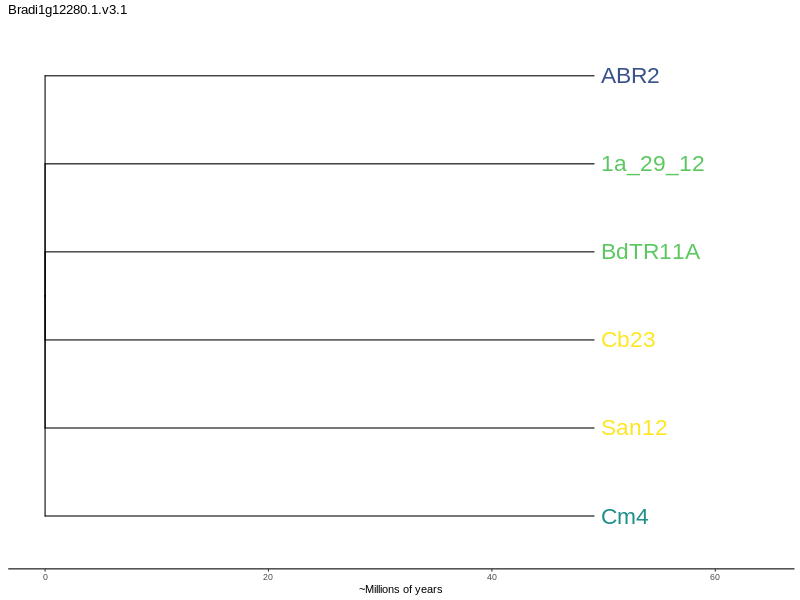 Bradi1g12280.1.v3.1
ABR2
1a_29_12
BdTR11A
Cb23
San12
Cm4
0 20 40 60
~Millions of years